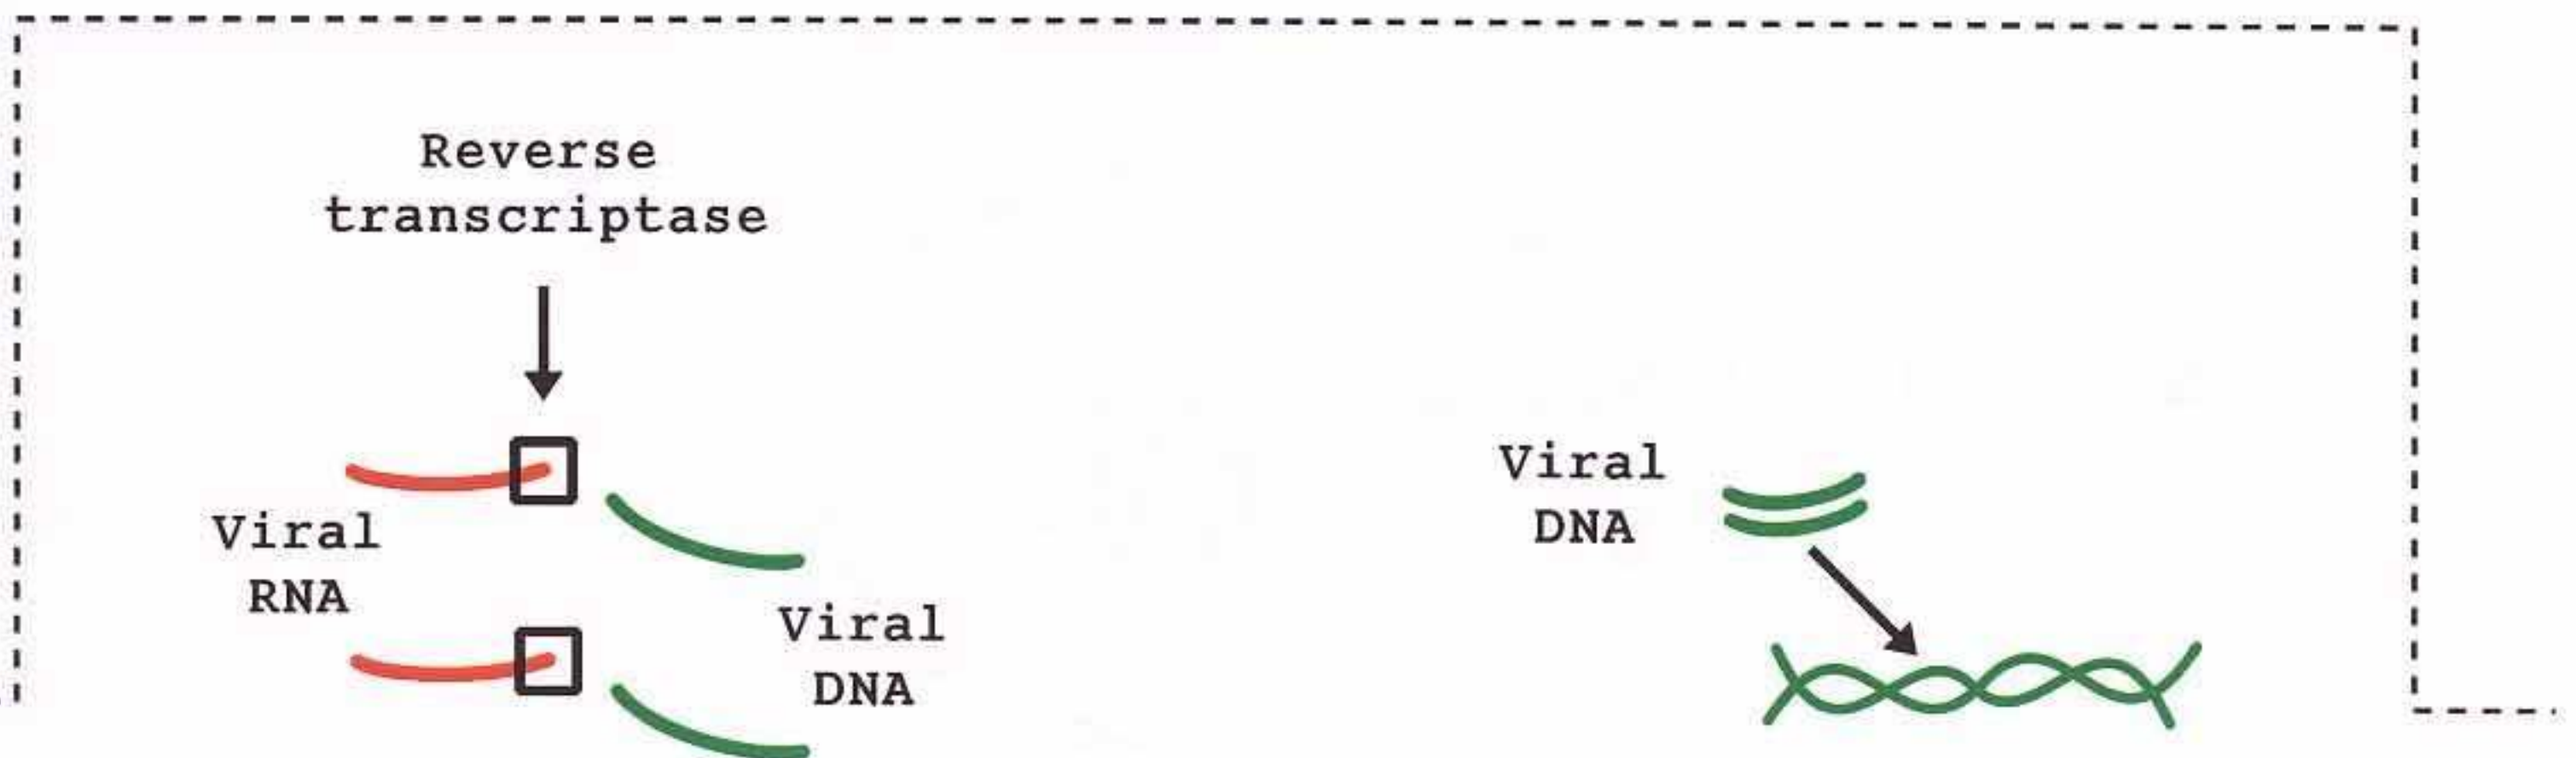 Reverse
transcriptase
Viral
RNA
Viral
DNA
Viral
DNA